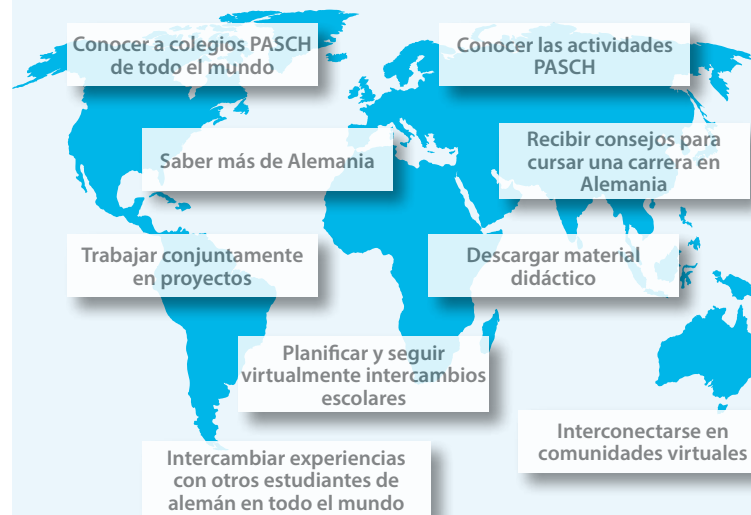 Conocer a colegios PASCH
de todo el mundo
Conocer las actividades
PASCH
Saber más de Alemania
Recibir consejos para
cursar una carrera en
Alemania
Trabajar conjuntamente
en proyectos
Descargar material
didáctico
Planificar y seguir
virtualmente intercambios
escolares
Interconectarse en
comunidades virtuales
Intercambiar experiencias
con otros estudiantes de
alemán en todo el mundo